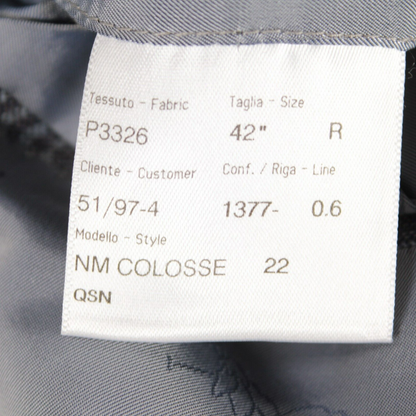 Tessuto - Fabric Taglia - Size
P3326 42" R
Cliente - Customer Conf. / Riga - Line
51/97-4 1377- 0.6
Modello - Style
NM COLOSSE 22
QSN